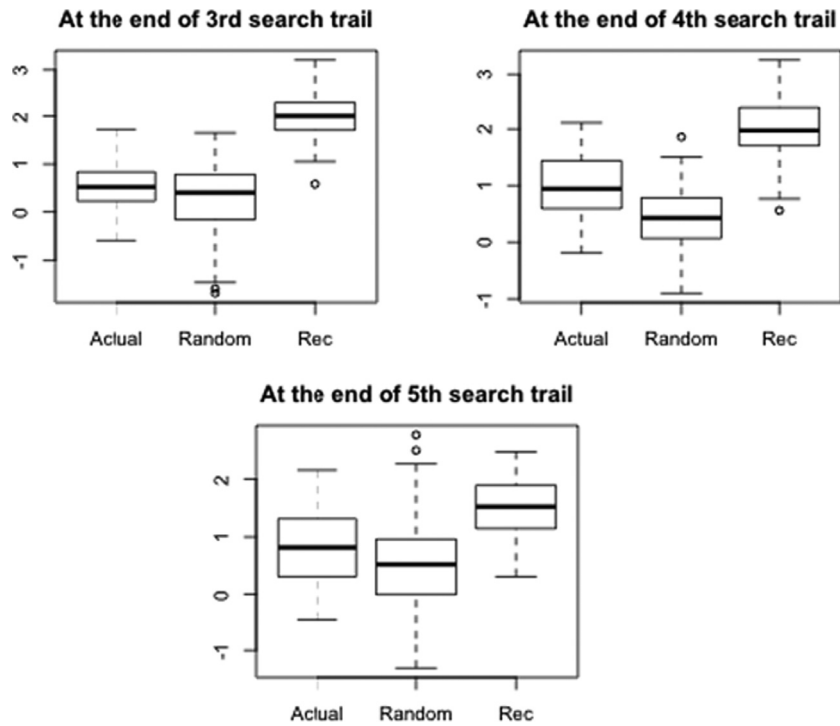 At the end of 3rd search trail
3
2
1
0
-1
Actual Random Rec
At the end of 4th search trail
3
2
1
0
-1
Actual Random Rec
At the end of 5th search trail
2
1
0
-1
Actual Random Rec